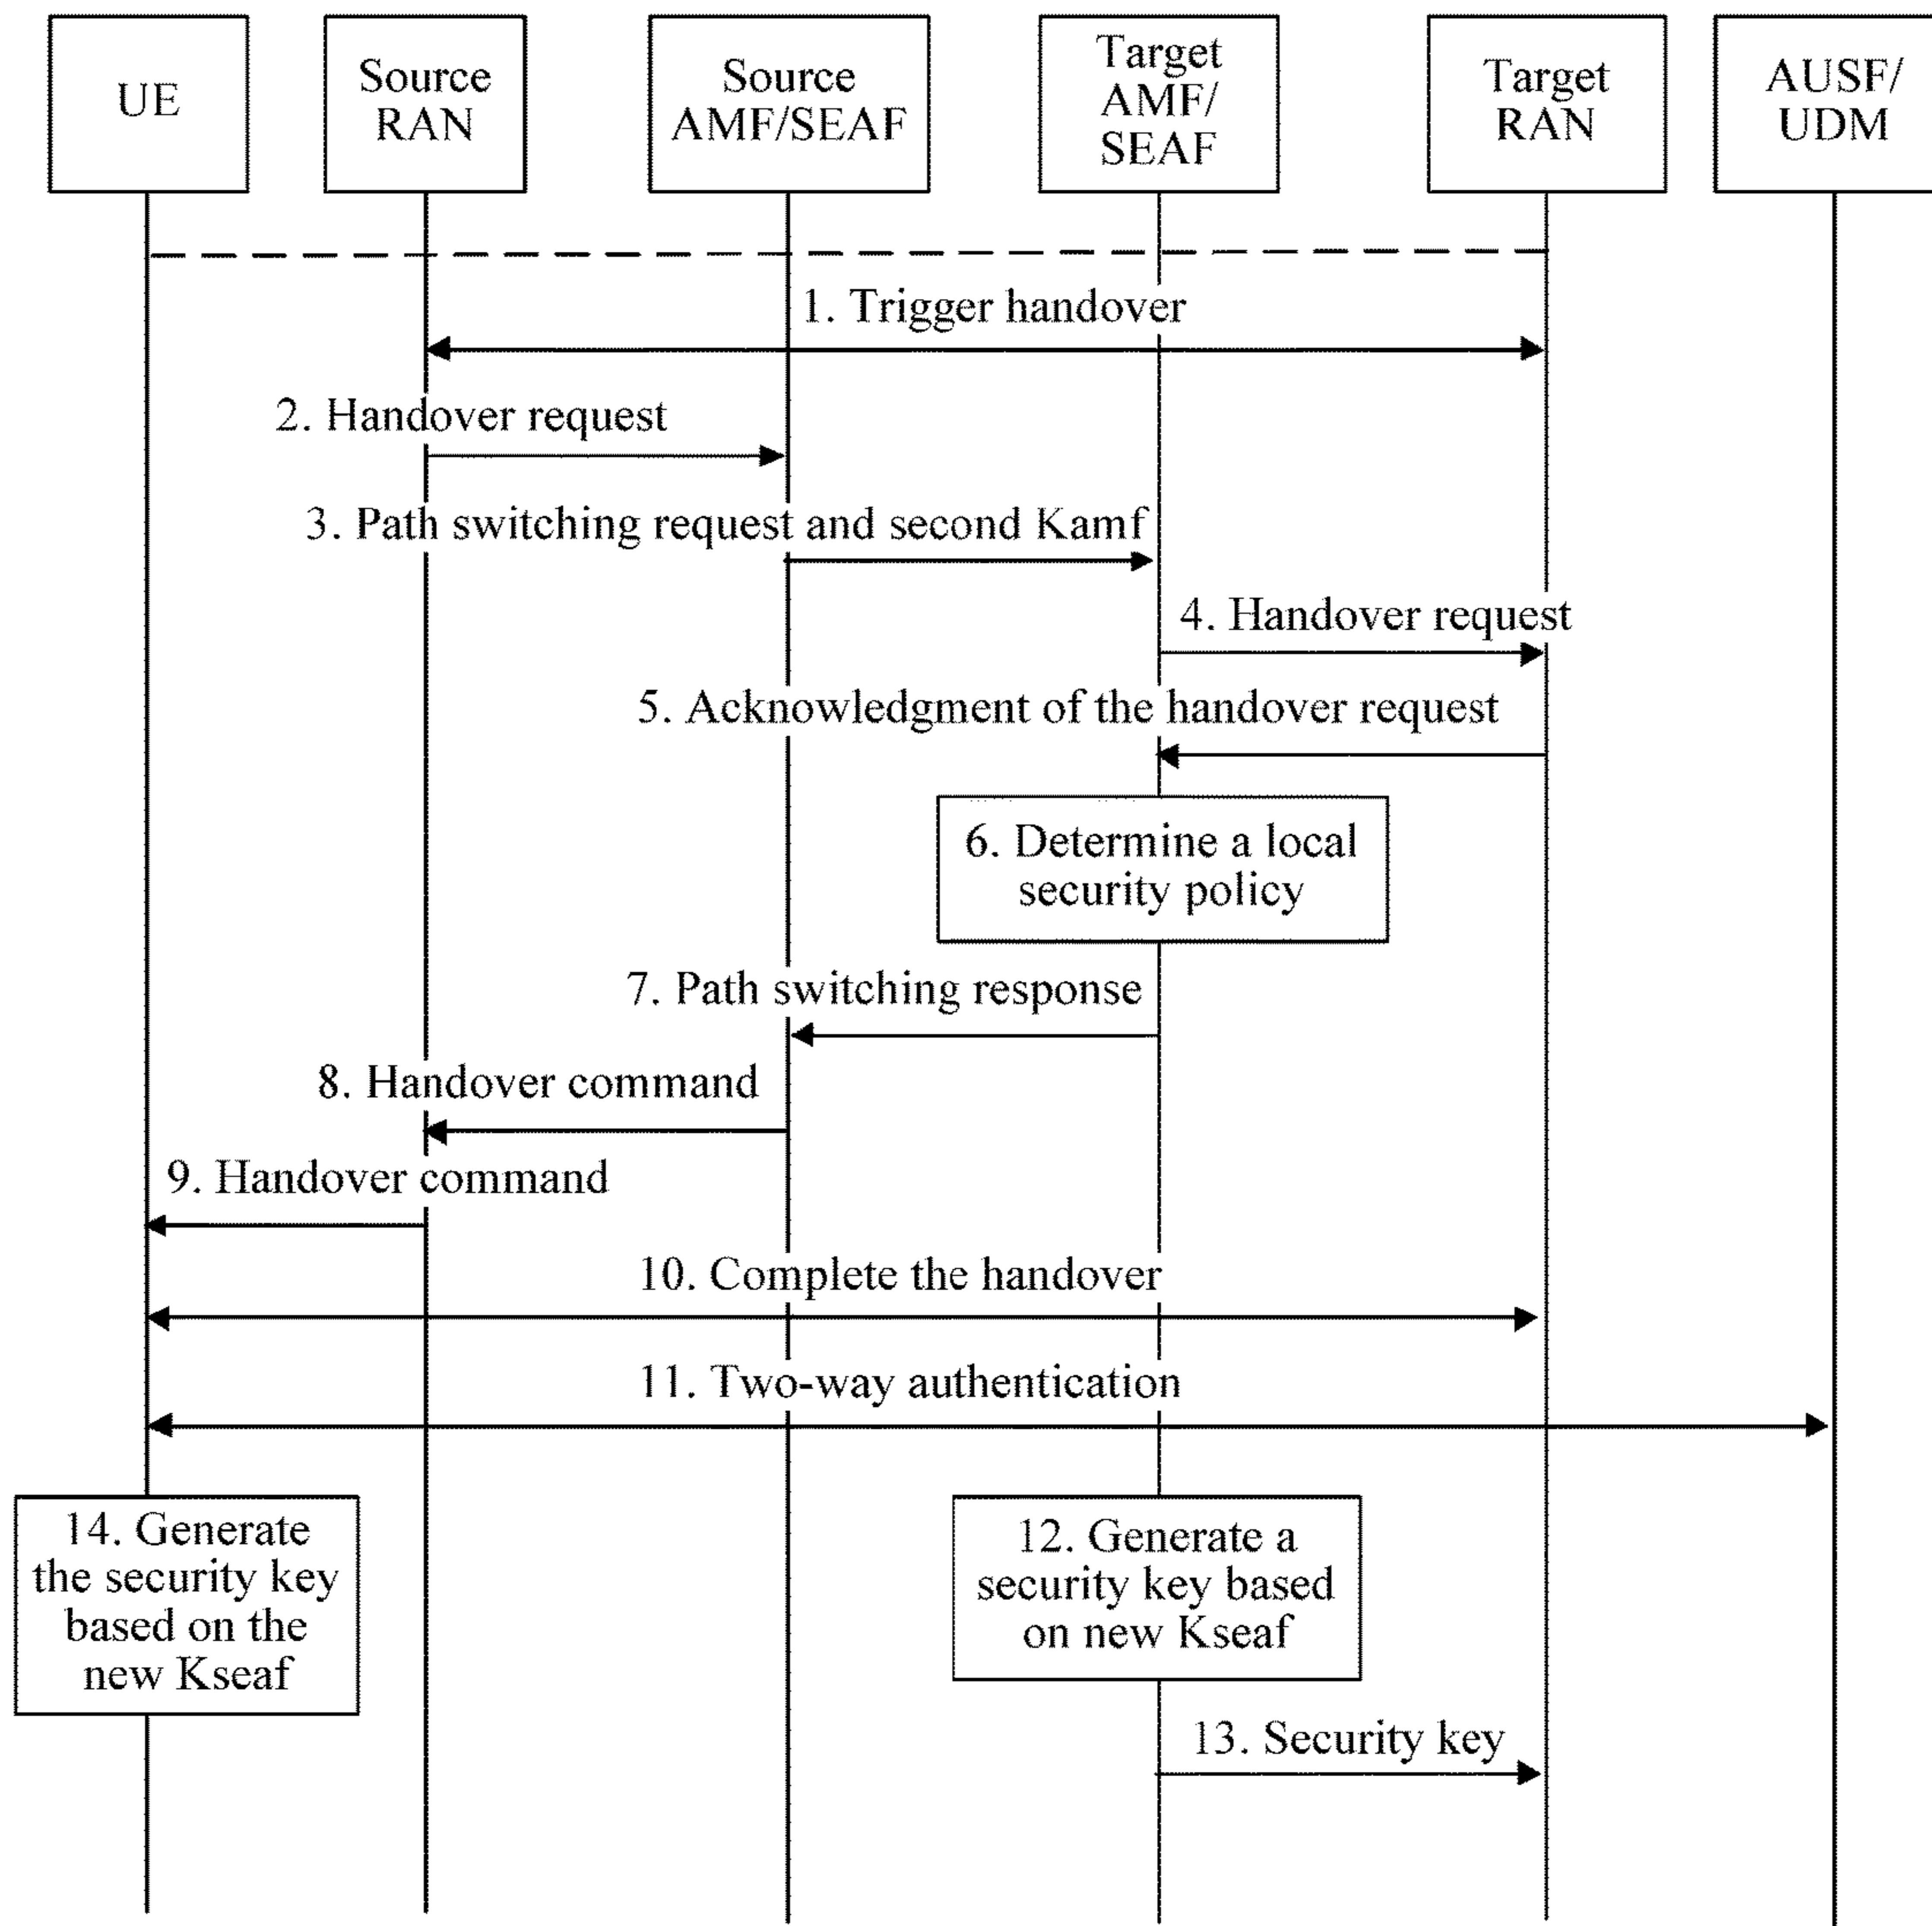 UE
Source
RAN
Source
AMF/SEAF
Target
AMF/
SEAF
Target
RAN
AUSF/
UDM
1. Trigger handover
2. Handover request
3. Path switching request and second Kamf
4. Handover request
5. Acknowledgment of the handover request
6. Determine a local
security policy
7. Path switching response
8. Handover command
9. Handover command
10. Complete the handover
11. Two-way authentication
14. Generate
the security key
based on the
new Kseaf
12. Generate a
security key based
on new Kseaf
13. Security key